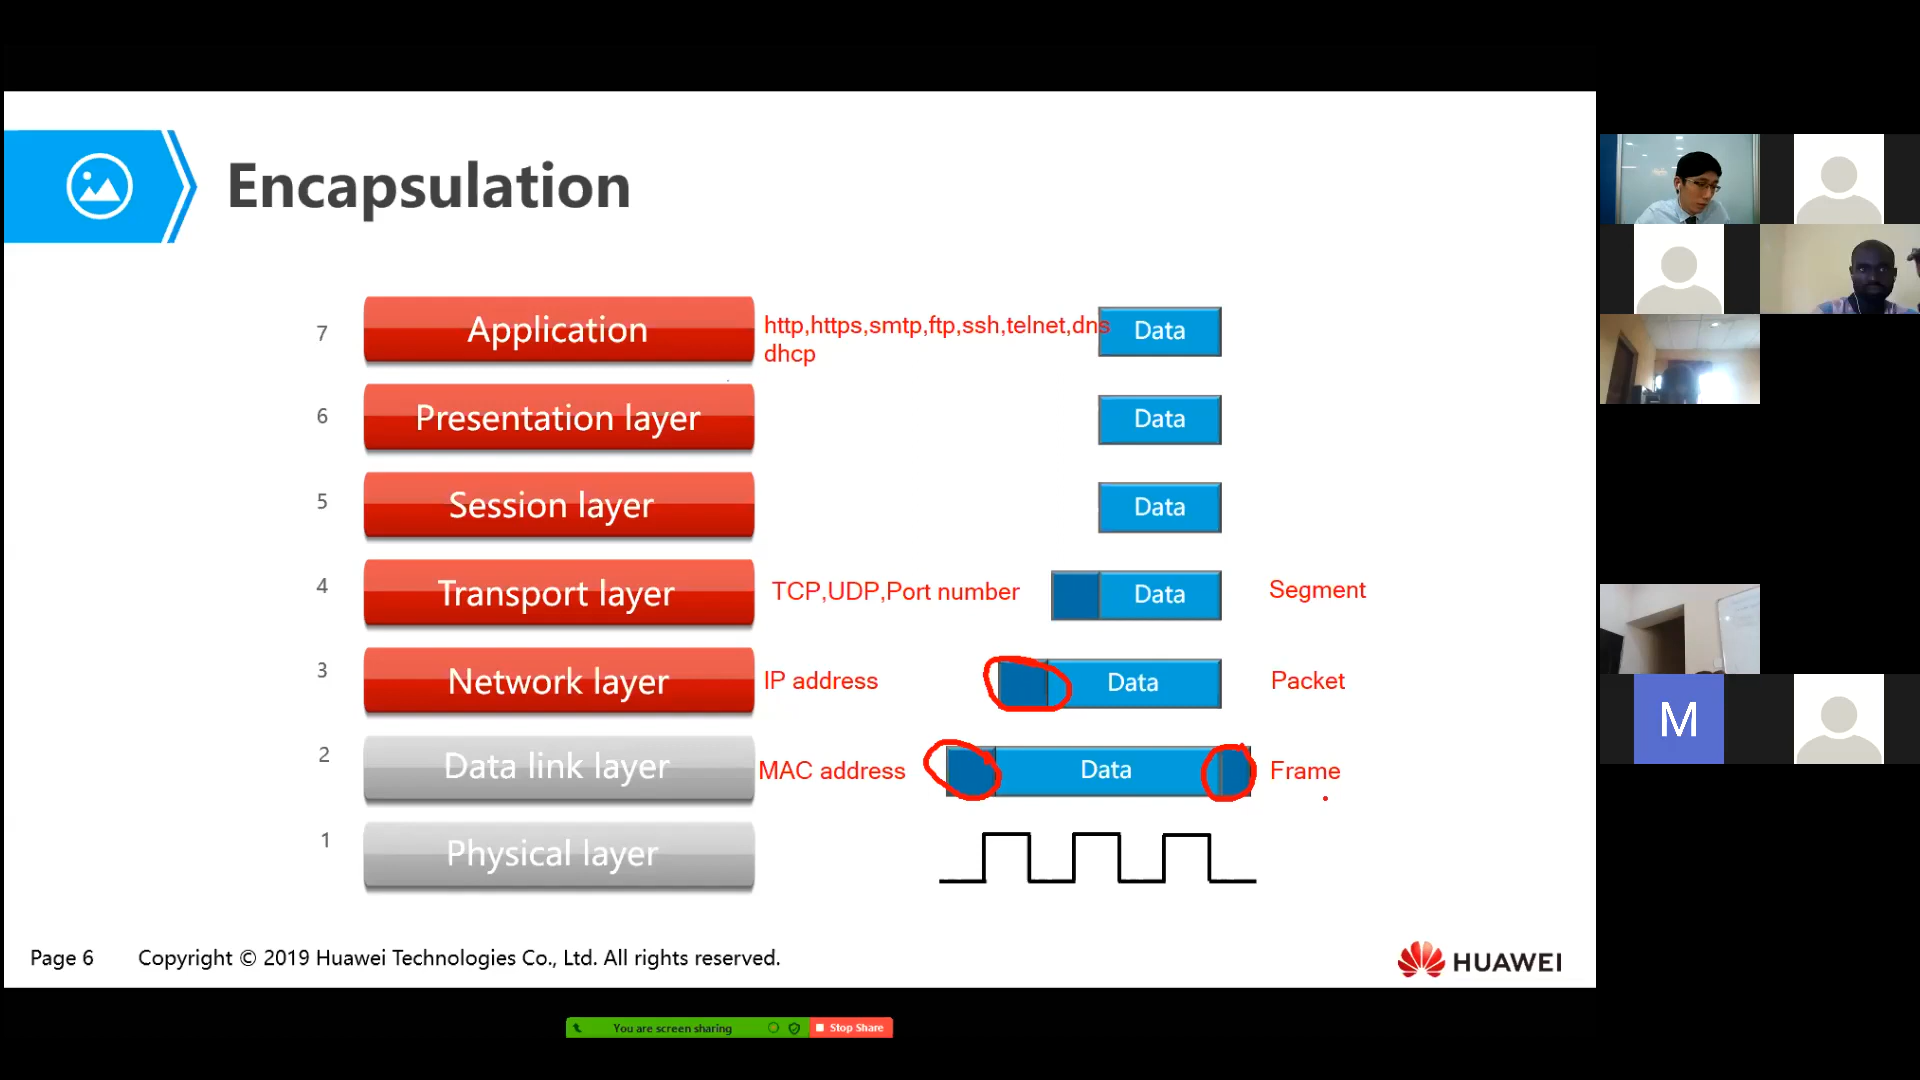 Encapsulation
7
Application
http,https,smtp,ftp,ssh,telnet,dns
dhcp
Data
6
Presentation layer
Data
5
Session layer
Data
4
Transport layer
TCP,UDP,Port number
Data
Segment
3
Network layer
IP address
Data
Packet
2
Data link layer
MAC address
Data
Frame
1
Physical layer
Page 6
Copyright © 2019 Huawei Technologies Co., Ltd. All rights reserved.
HUAWEI
You are screen sharing
Stop Share
M